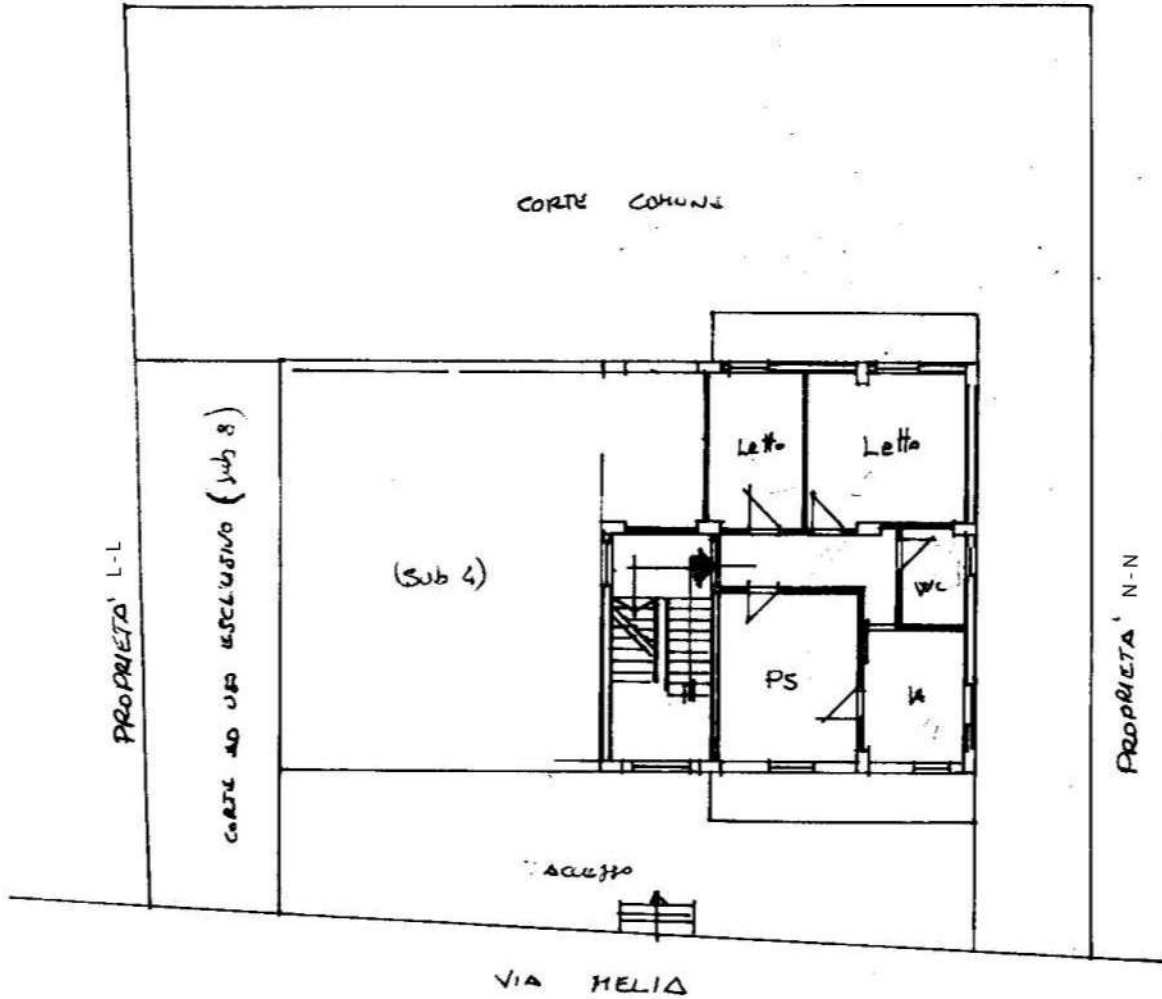 CORTE COMUNE
Letto
Letto
CORTE AD USO ESCLUSIVO (sub 8)
PROPRIETA' L-L
(Sub 4)
WC
PS
K
PROPRIETA' N-N
ACCESSO
VIA MELIA